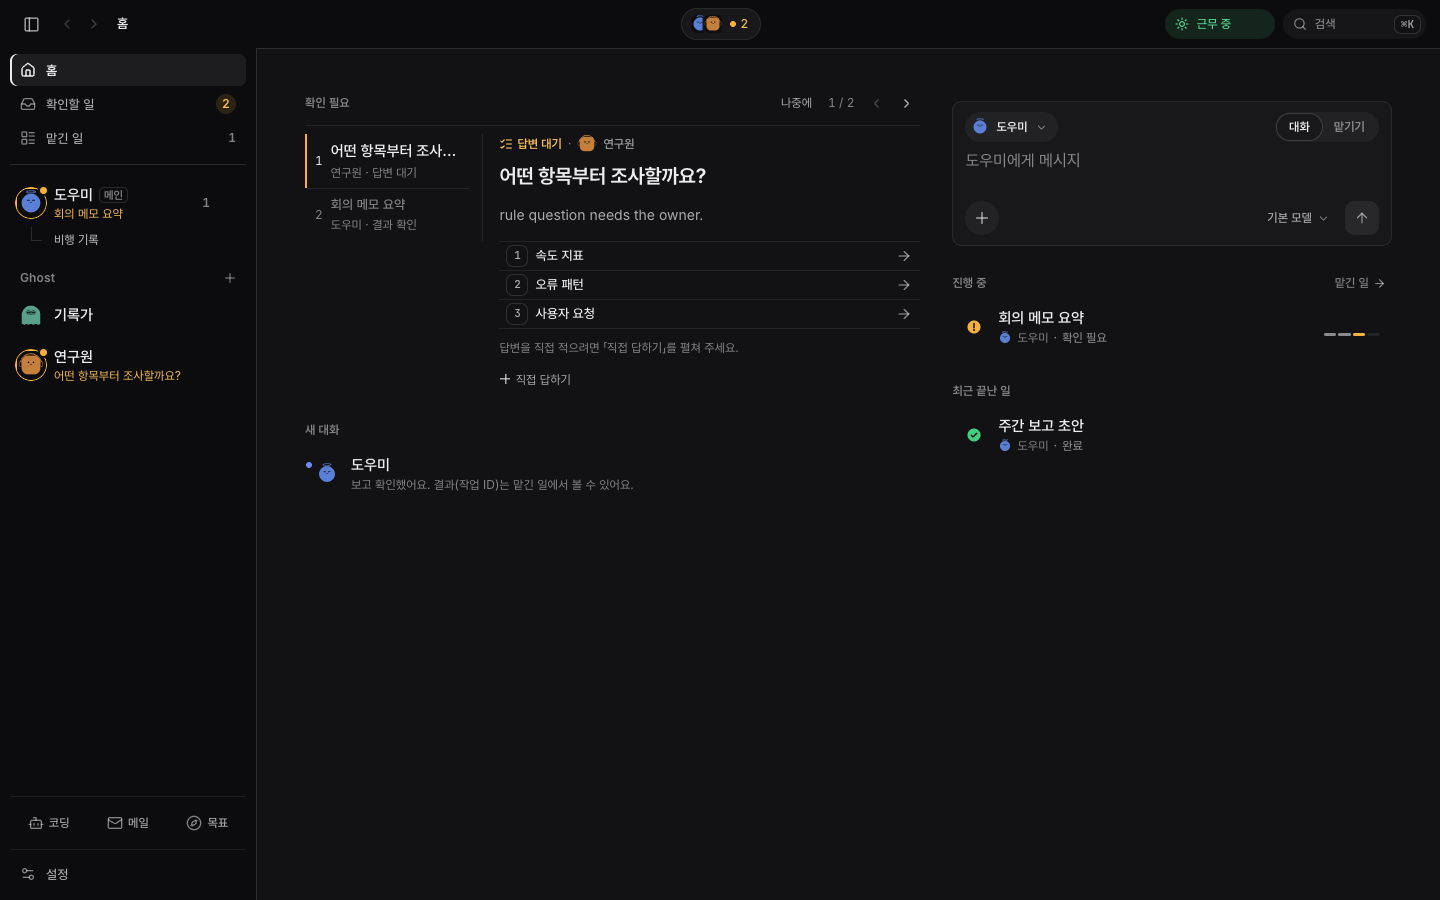 홈
2
근무 중
검색
⌘K
홈
확인할 일
2
맡긴 일
1
도우미 메인
회의 메모 요약
1
비행 기록
Ghost
기록가
연구원
어떤 항목부터 조사할까요?
코딩
메일
목표
설정
확인 필요
나중에
1 / 2
1
어떤 항목부터 조사...
연구원 · 답변 대기
2
회의 메모 요약
도우미 · 결과 확인
답변 대기 · 연구원
어떤 항목부터 조사할까요?
rule question needs the owner.
1 속도 지표
2 오류 패턴
3 사용자 요청
답변을 직접 적으려면 「직접 답하기」를 펼쳐 주세요.
직접 답하기
새 대화
도우미
보고 확인했어요. 결과(작업 ID)는 맡긴 일에서 볼 수 있어요.
도우미
대화
맡기기
도우미에게 메시지
기본 모델
진행 중
맡긴 일
회의 메모 요약
도우미 · 확인 필요
최근 끝난 일
주간 보고 초안
도우미 · 완료